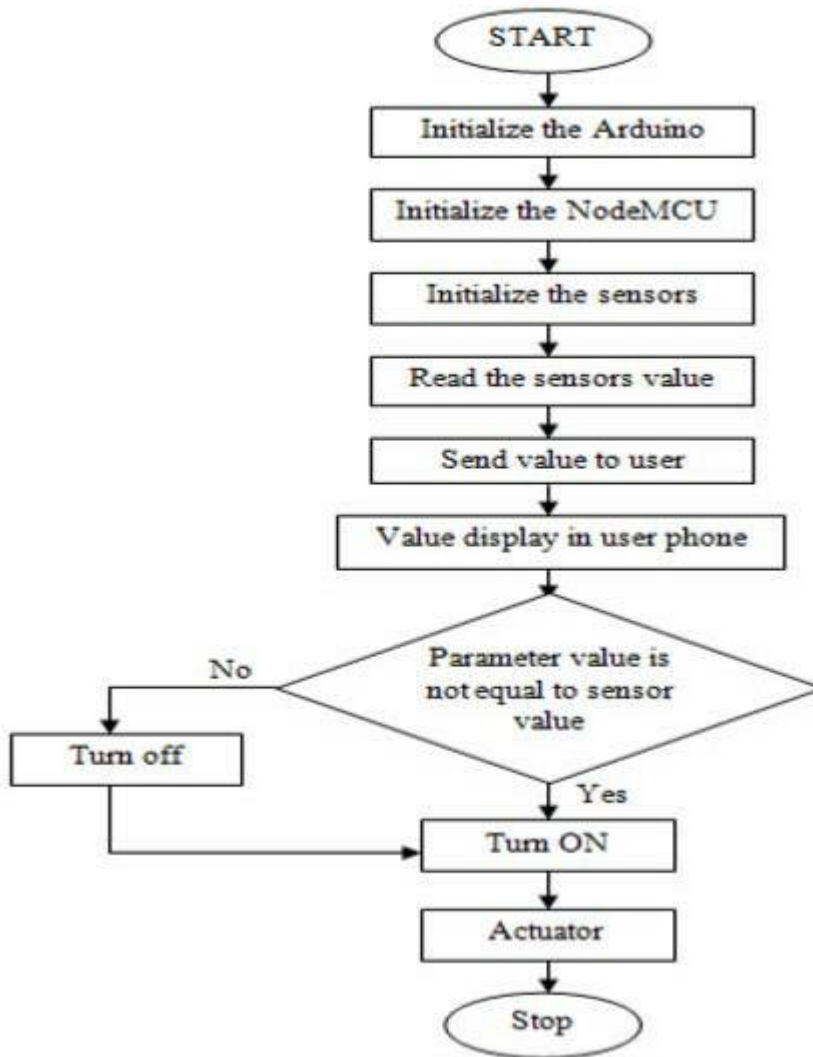 START
Initialize the Arduino
Initialize the NodeMCU
Initialize the sensors
Read the sensors value
Send value to user
Value display in user phone
Parameter value is
not equal to sensor
value
No
Turn off
Yes
Turn ON
Actuator
Stop